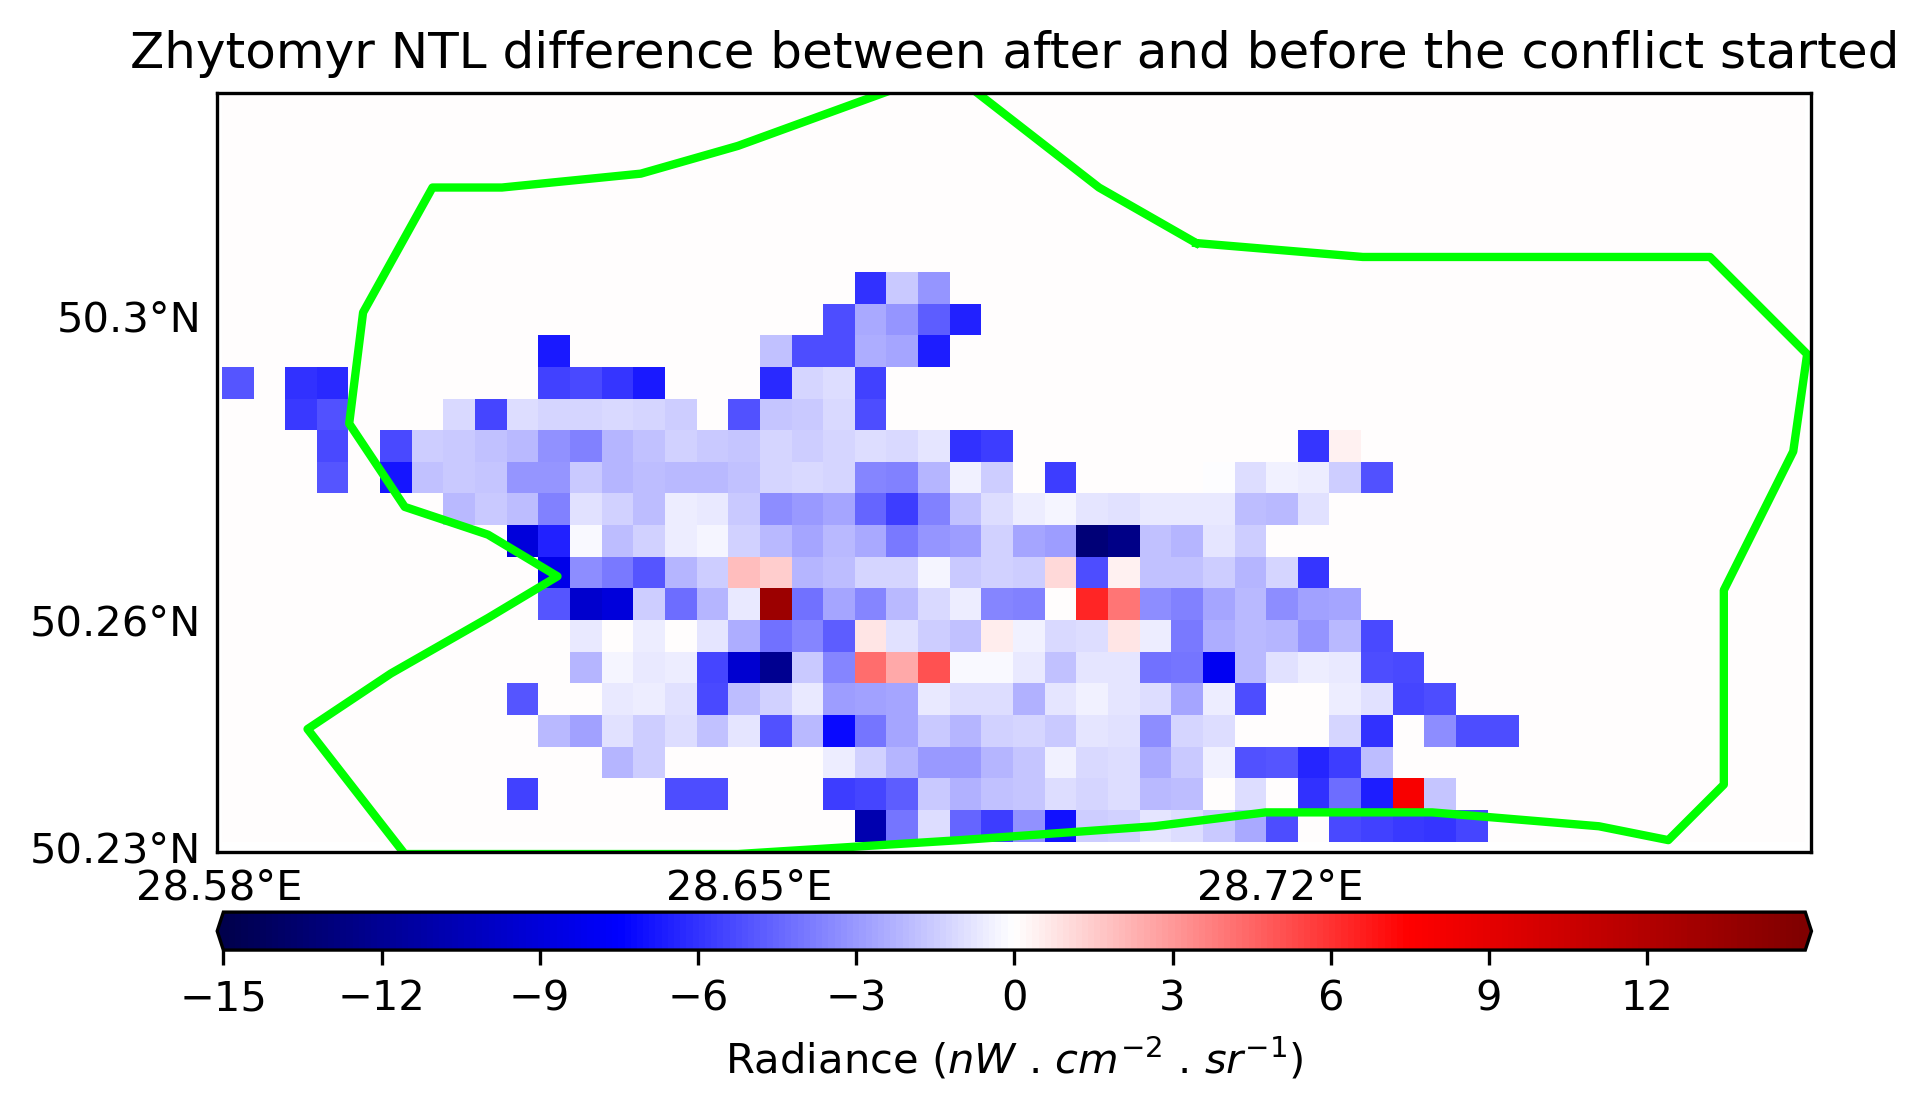 Zhytomyr NTL difference between after and before the conflict started
50.3°N
50.26°N
50.23°N
28.58°E 28.65°E 28.72°E
−15 −12 −9 −6 −3 0 3 6 9 12
Radiance (nW . cm⁻² . sr⁻¹)